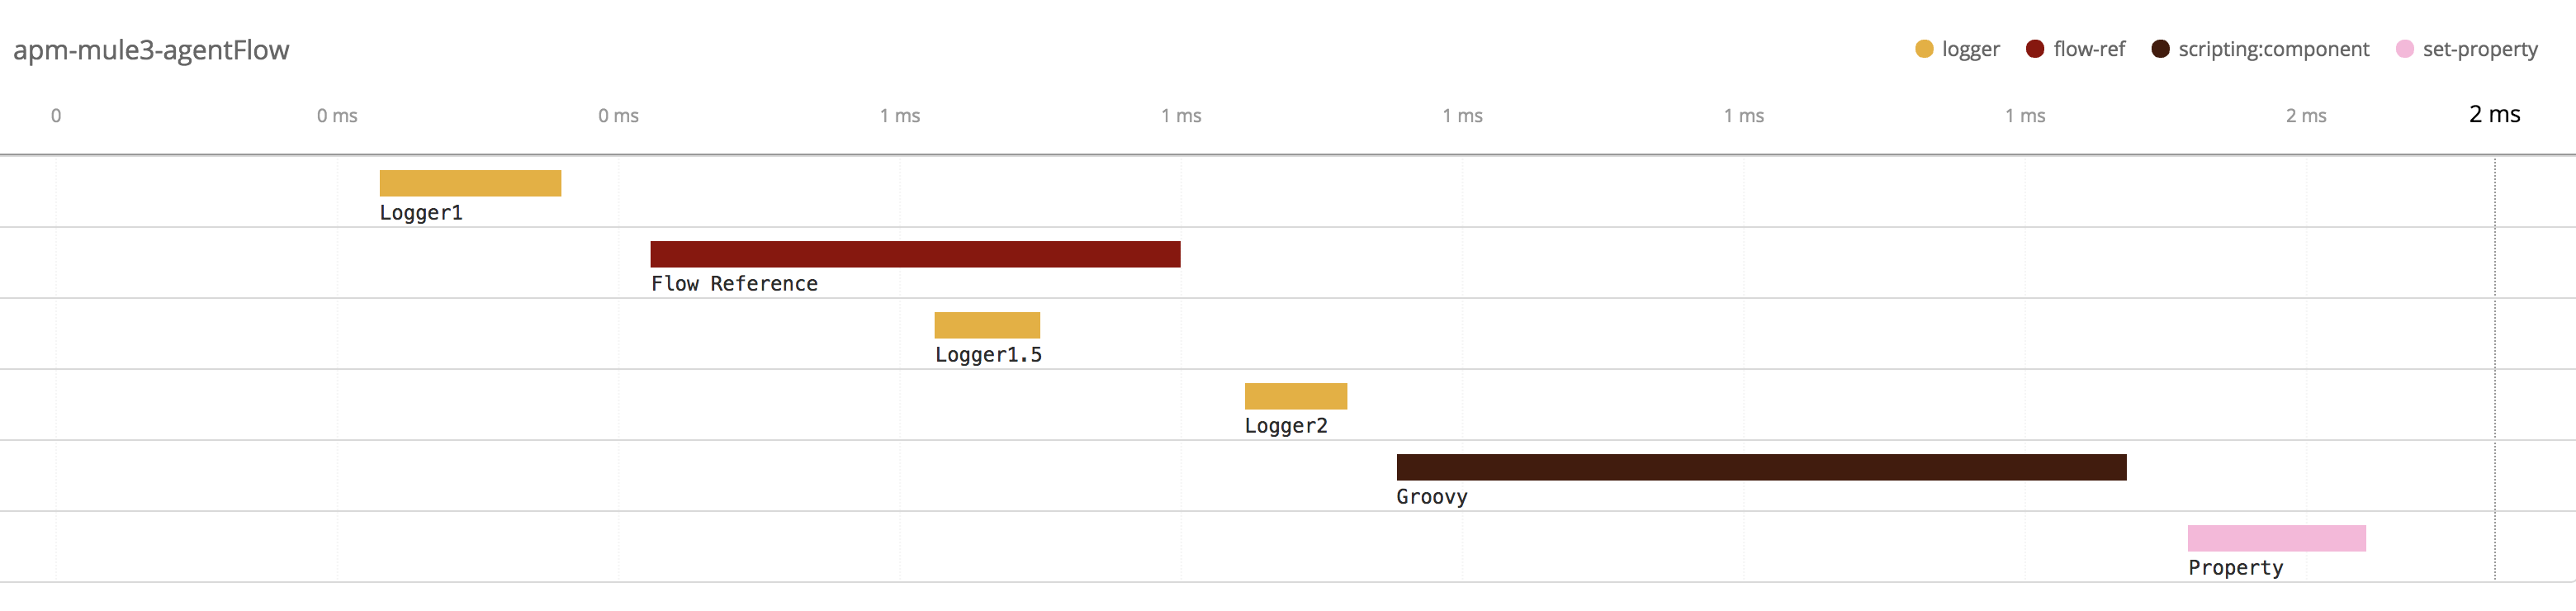 apm-mule3-agentFlow
logger flow-ref scripting:component set-property
0 0 ms 0 ms 1 ms 1 ms 1 ms 1 ms 1 ms 2 ms 2 ms
Logger1
Flow Reference
Logger1.5
Logger2
Groovy
Property